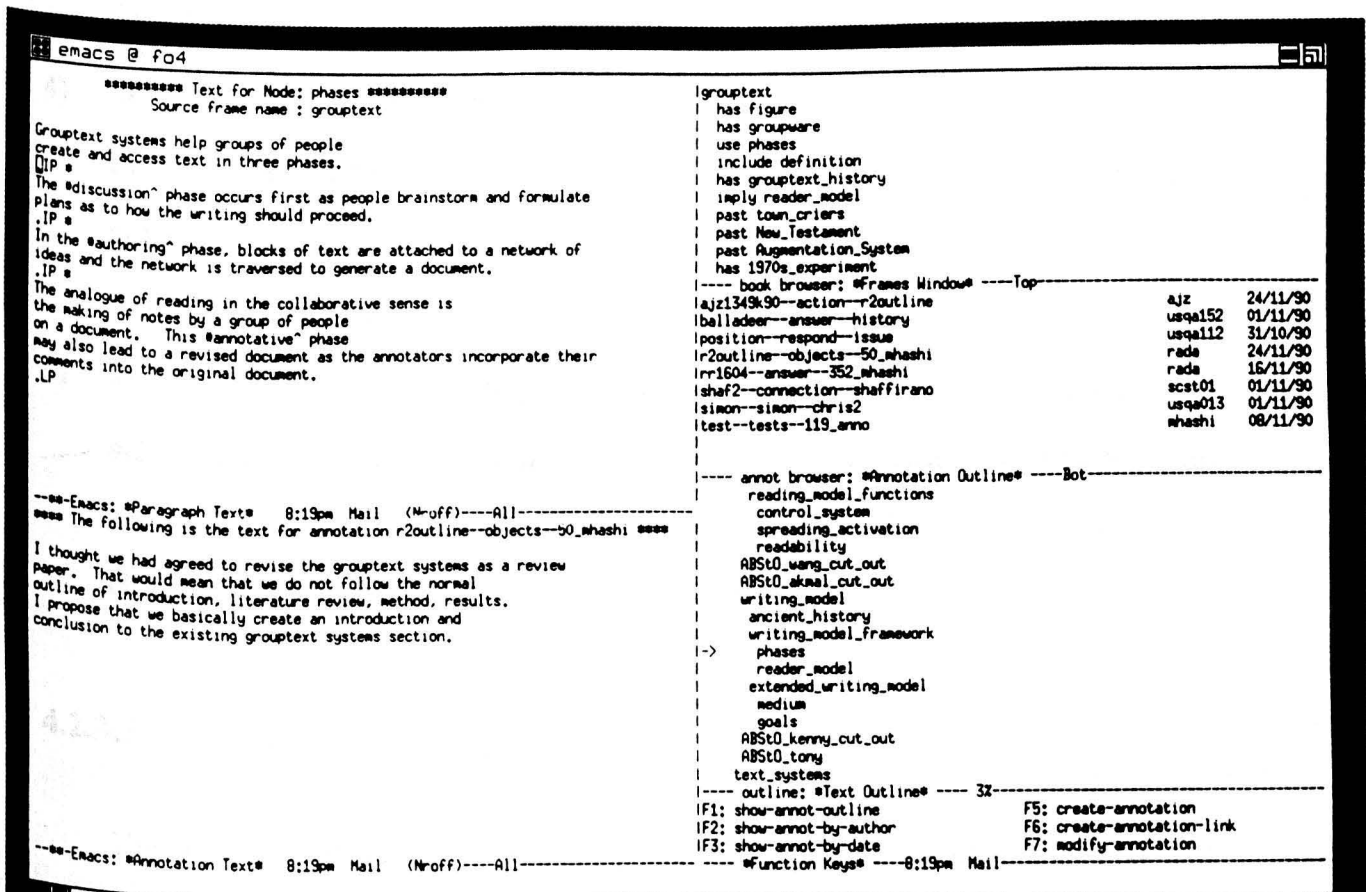 emacs @ fo4
********** Text for Node: phases **********
Source frame name : grouptext
Grouptext systems help groups of people
create and access text in three phases.
.IP *
The *discussion^ phase occurs first as people brainstorm and formulate
plans as to how the writing should proceed.
.IP *
In the *authoring^ phase, blocks of text are attached to a network of
ideas and the network is traversed to generate a document.
.IP *
The analogue of reading in the collaborative sense is
the making of notes by a group of people
on a document.   This *annotative^ phase
may also lead to a revised document as the annotators incorporate their
comments into the original document.
.LP
--**-Emacs: *Paragraph Text*   8:19pm  Mail   (Nroff)----All----------------------
**** The following is the text for annotation r2outline--objects--50_mhashi ****
I thought we had agreed to revise the grouptext systems as a review
paper.  That would mean that we do not follow the normal
outline of introduction, literature review, method, results.
I propose that we basically create an introduction and
conclusion to the existing grouptext systems section.
--**-Emacs: *Annotation Text*   8:19pm  Mail   (Nroff)----All----------------------
|grouptext
|  has figure
|  has groupware
|  use phases
|  include definition
|  has grouptext_history
|  imply reader_model
|  past town_criers
|  past New_Testament
|  past Augmentation_System
|  has 1970s_experiment
|---- book browser: *Frames Window* ----Top----------------------
|ajz1349k90--action--r2outline ajz 24/11/90
|balladeer--answer--history usqa152 01/11/90
|position--respond--issue usqa112 31/10/90
|r2outline--objects--50_mhashi rada 24/11/90
|rr1604--answer--352_mhashi rada 16/11/90
|shaf2--connection--shaffirano scst01 01/11/90
|simon--simon--chris2 usqa013 01/11/90
|test--tests--119_anno mhashi 08/11/90
|---- annot browser: *Annotation Outline* ----Bot----------------------
|      reading_model_functions
|       control_system
|       spreading_activation
|       readability
|     ABSt0_wang_cut_out
|     ABSt0_akmal_cut_out
|     writing_model
|      ancient_history
|      writing_model_framework
|->     phases
|       reader_model
|      extended_writing_model
|       medium
|       goals
|     ABSt0_kenny_cut_out
|     ABSt0_tony
|    text_systems
|---- outline: *Text Outline* ---- 3%----------------------
|F1: show-annot-outline F5: create-annotation
|F2: show-annot-by-author F6: create-annotation-link
|F3: show-annot-by-date F7: modify-annotation
---- *Function Keys* ----8:19pm  Mail----------------------